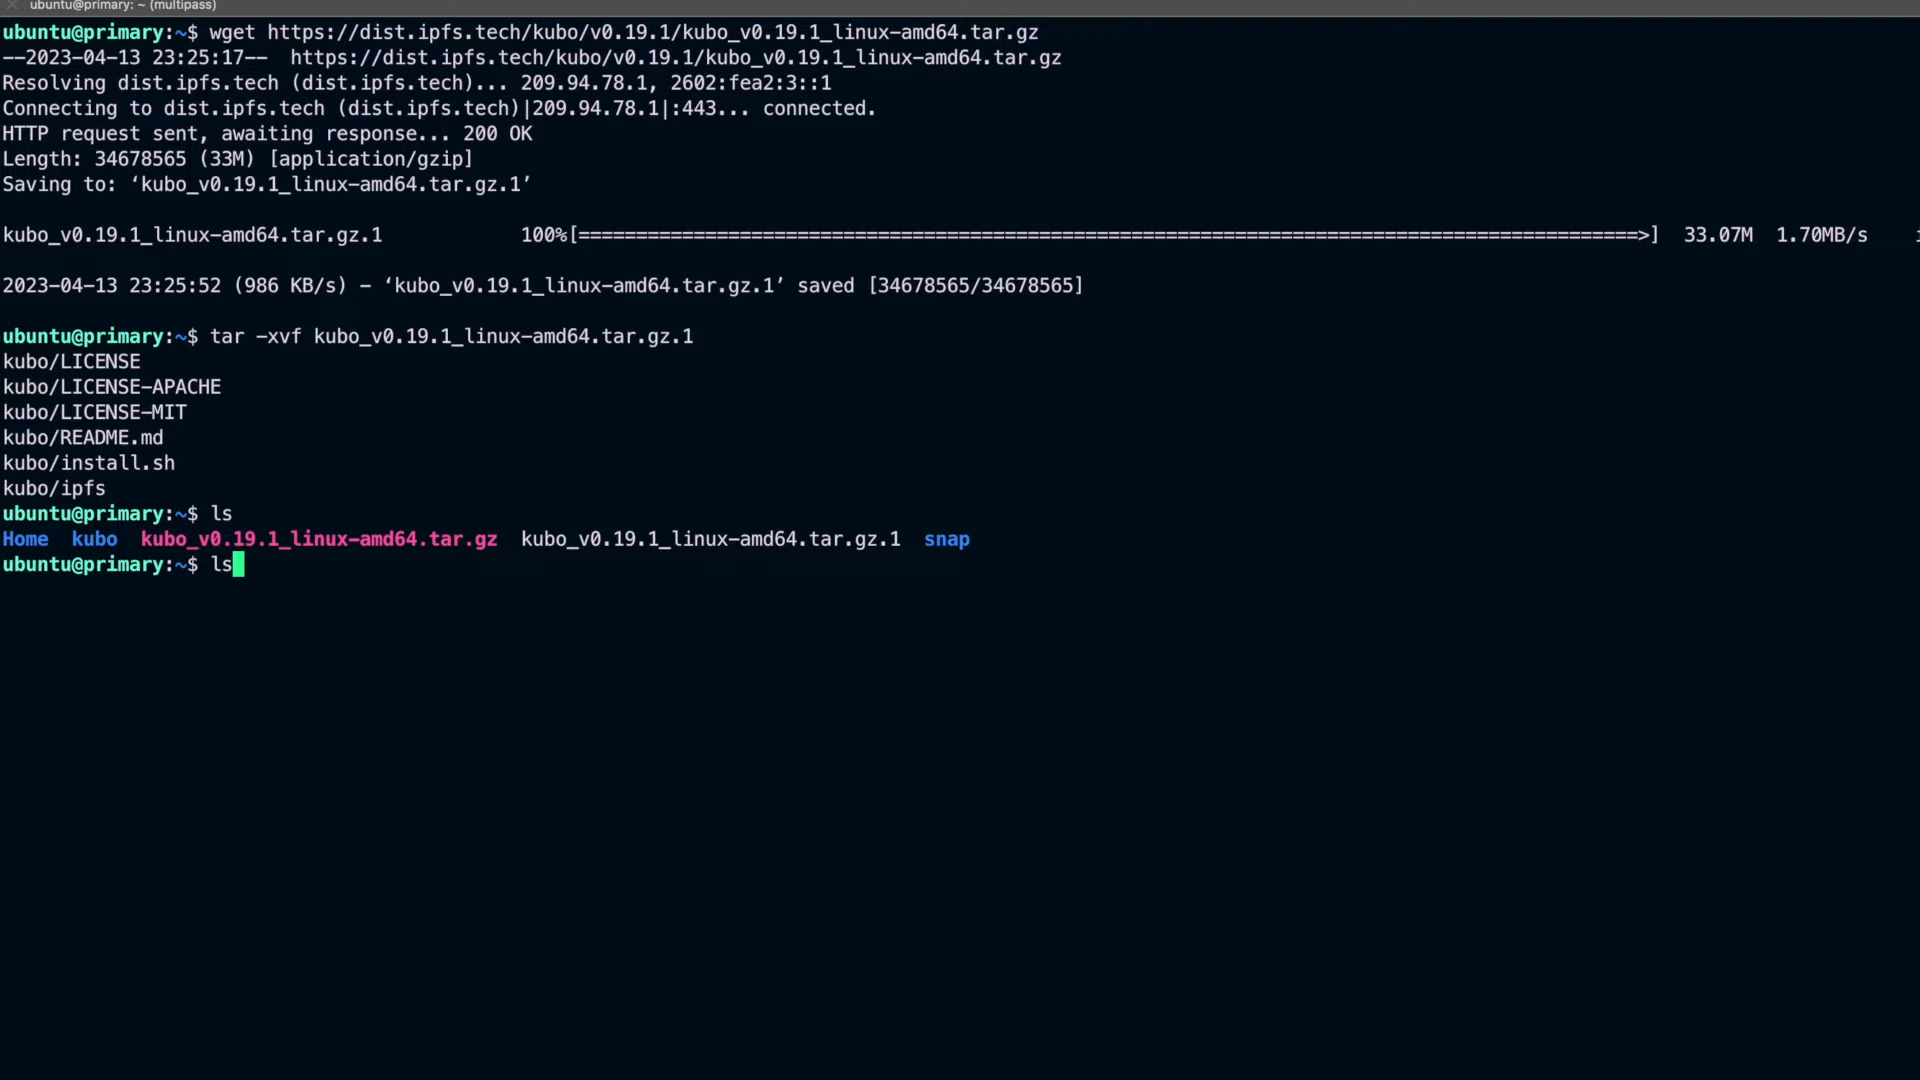 ubuntu@primary: ~ (multipass)
ubuntu@primary:~$ wget https://dist.ipfs.tech/kubo/v0.19.1/kubo_v0.19.1_linux-amd64.tar.gz
--2023-04-13 23:25:17--  https://dist.ipfs.tech/kubo/v0.19.1/kubo_v0.19.1_linux-amd64.tar.gz
Resolving dist.ipfs.tech (dist.ipfs.tech)... 209.94.78.1, 2602:fea2:3::1
Connecting to dist.ipfs.tech (dist.ipfs.tech)|209.94.78.1|:443... connected.
HTTP request sent, awaiting response... 200 OK
Length: 34678565 (33M) [application/gzip]
Saving to: ‘kubo_v0.19.1_linux-amd64.tar.gz.1’
kubo_v0.19.1_linux-amd64.tar.gz.1            100%[============================================================================================>]  33.07M  1.70MB/s
2023-04-13 23:25:52 (986 KB/s) - ‘kubo_v0.19.1_linux-amd64.tar.gz.1’ saved [34678565/34678565]
ubuntu@primary:~$ tar -xvf kubo_v0.19.1_linux-amd64.tar.gz.1
kubo/LICENSE
kubo/LICENSE-APACHE
kubo/LICENSE-MIT
kubo/README.md
kubo/install.sh
kubo/ipfs
ubuntu@primary:~$ ls
Home  kubo  kubo_v0.19.1_linux-amd64.tar.gz  kubo_v0.19.1_linux-amd64.tar.gz.1  snap
ubuntu@primary:~$ ls